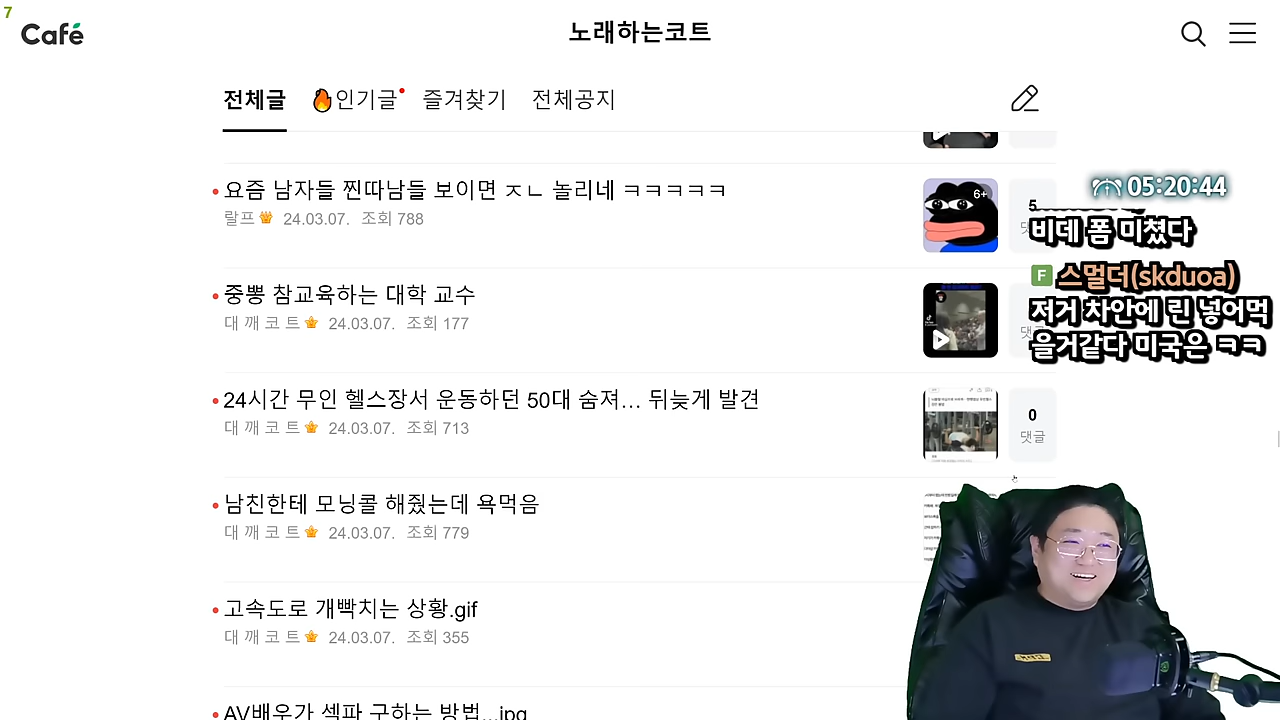 7
Café
노래하는코트
전체글 🔥인기글 즐겨찾기 전체공지
요즘 남자들 찐따남들 보이면 ㅈㄴ 놀리네 ㅋㅋㅋㅋㅋ
랄프 24.03.07. 조회 788
6+
5
05:20:44
비데 폼 미쳤다
F 스멀더(skduoa)
저거 차안에 린 넣어먹
을거같다 미국은 ㅋㅋ
중뽕 참교육하는 대학 교수
대 깨 코 트 24.03.07. 조회 177
24시간 무인 헬스장서 운동하던 50대 숨져... 뒤늦게 발견
대 깨 코 트 24.03.07. 조회 713
0
댓글
남친한테 모닝콜 해줬는데 욕먹음
대 깨 코 트 24.03.07. 조회 779
고속도로 개빡치는 상황.gif
대 깨 코 트 24.03.07. 조회 355
AV배우가 섹파 구하는 방법...jpg